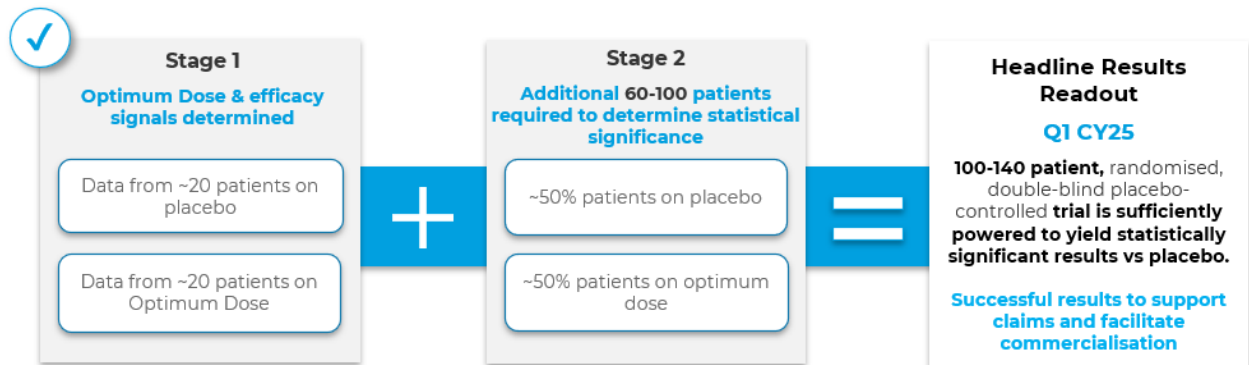 Stage 1
Optimum Dose & efficacy
signals determined
Data from ~20 patients on
placebo
Data from ~20 patients on
Optimum Dose
Stage 2
Additional 60-100 patients
required to determine statistical
significance
~50% patients on placebo
~50% patients on optimum
dose
Headline Results
Readout
Q1 CY25
100-140 patient, randomised,
double-blind placebo-
controlled trial is sufficiently
powered to yield statistically
significant results vs placebo.
Successful results to support
claims and facilitate
commercialisation